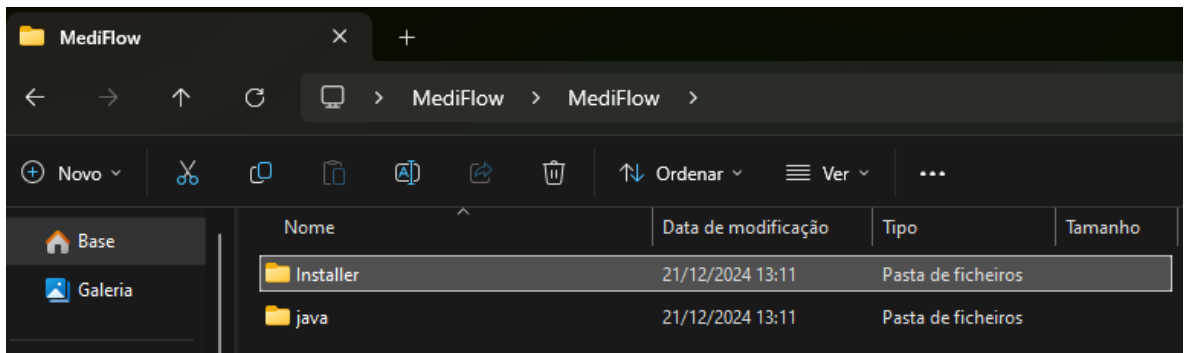 MediFlow
MediFlow > MediFlow >
Novo Ordenar Ver
Nome Data de modificação Tipo Tamanho
Base
Installer 21/12/2024 13:11 Pasta de ficheiros
Galeria
java 21/12/2024 13:11 Pasta de ficheiros